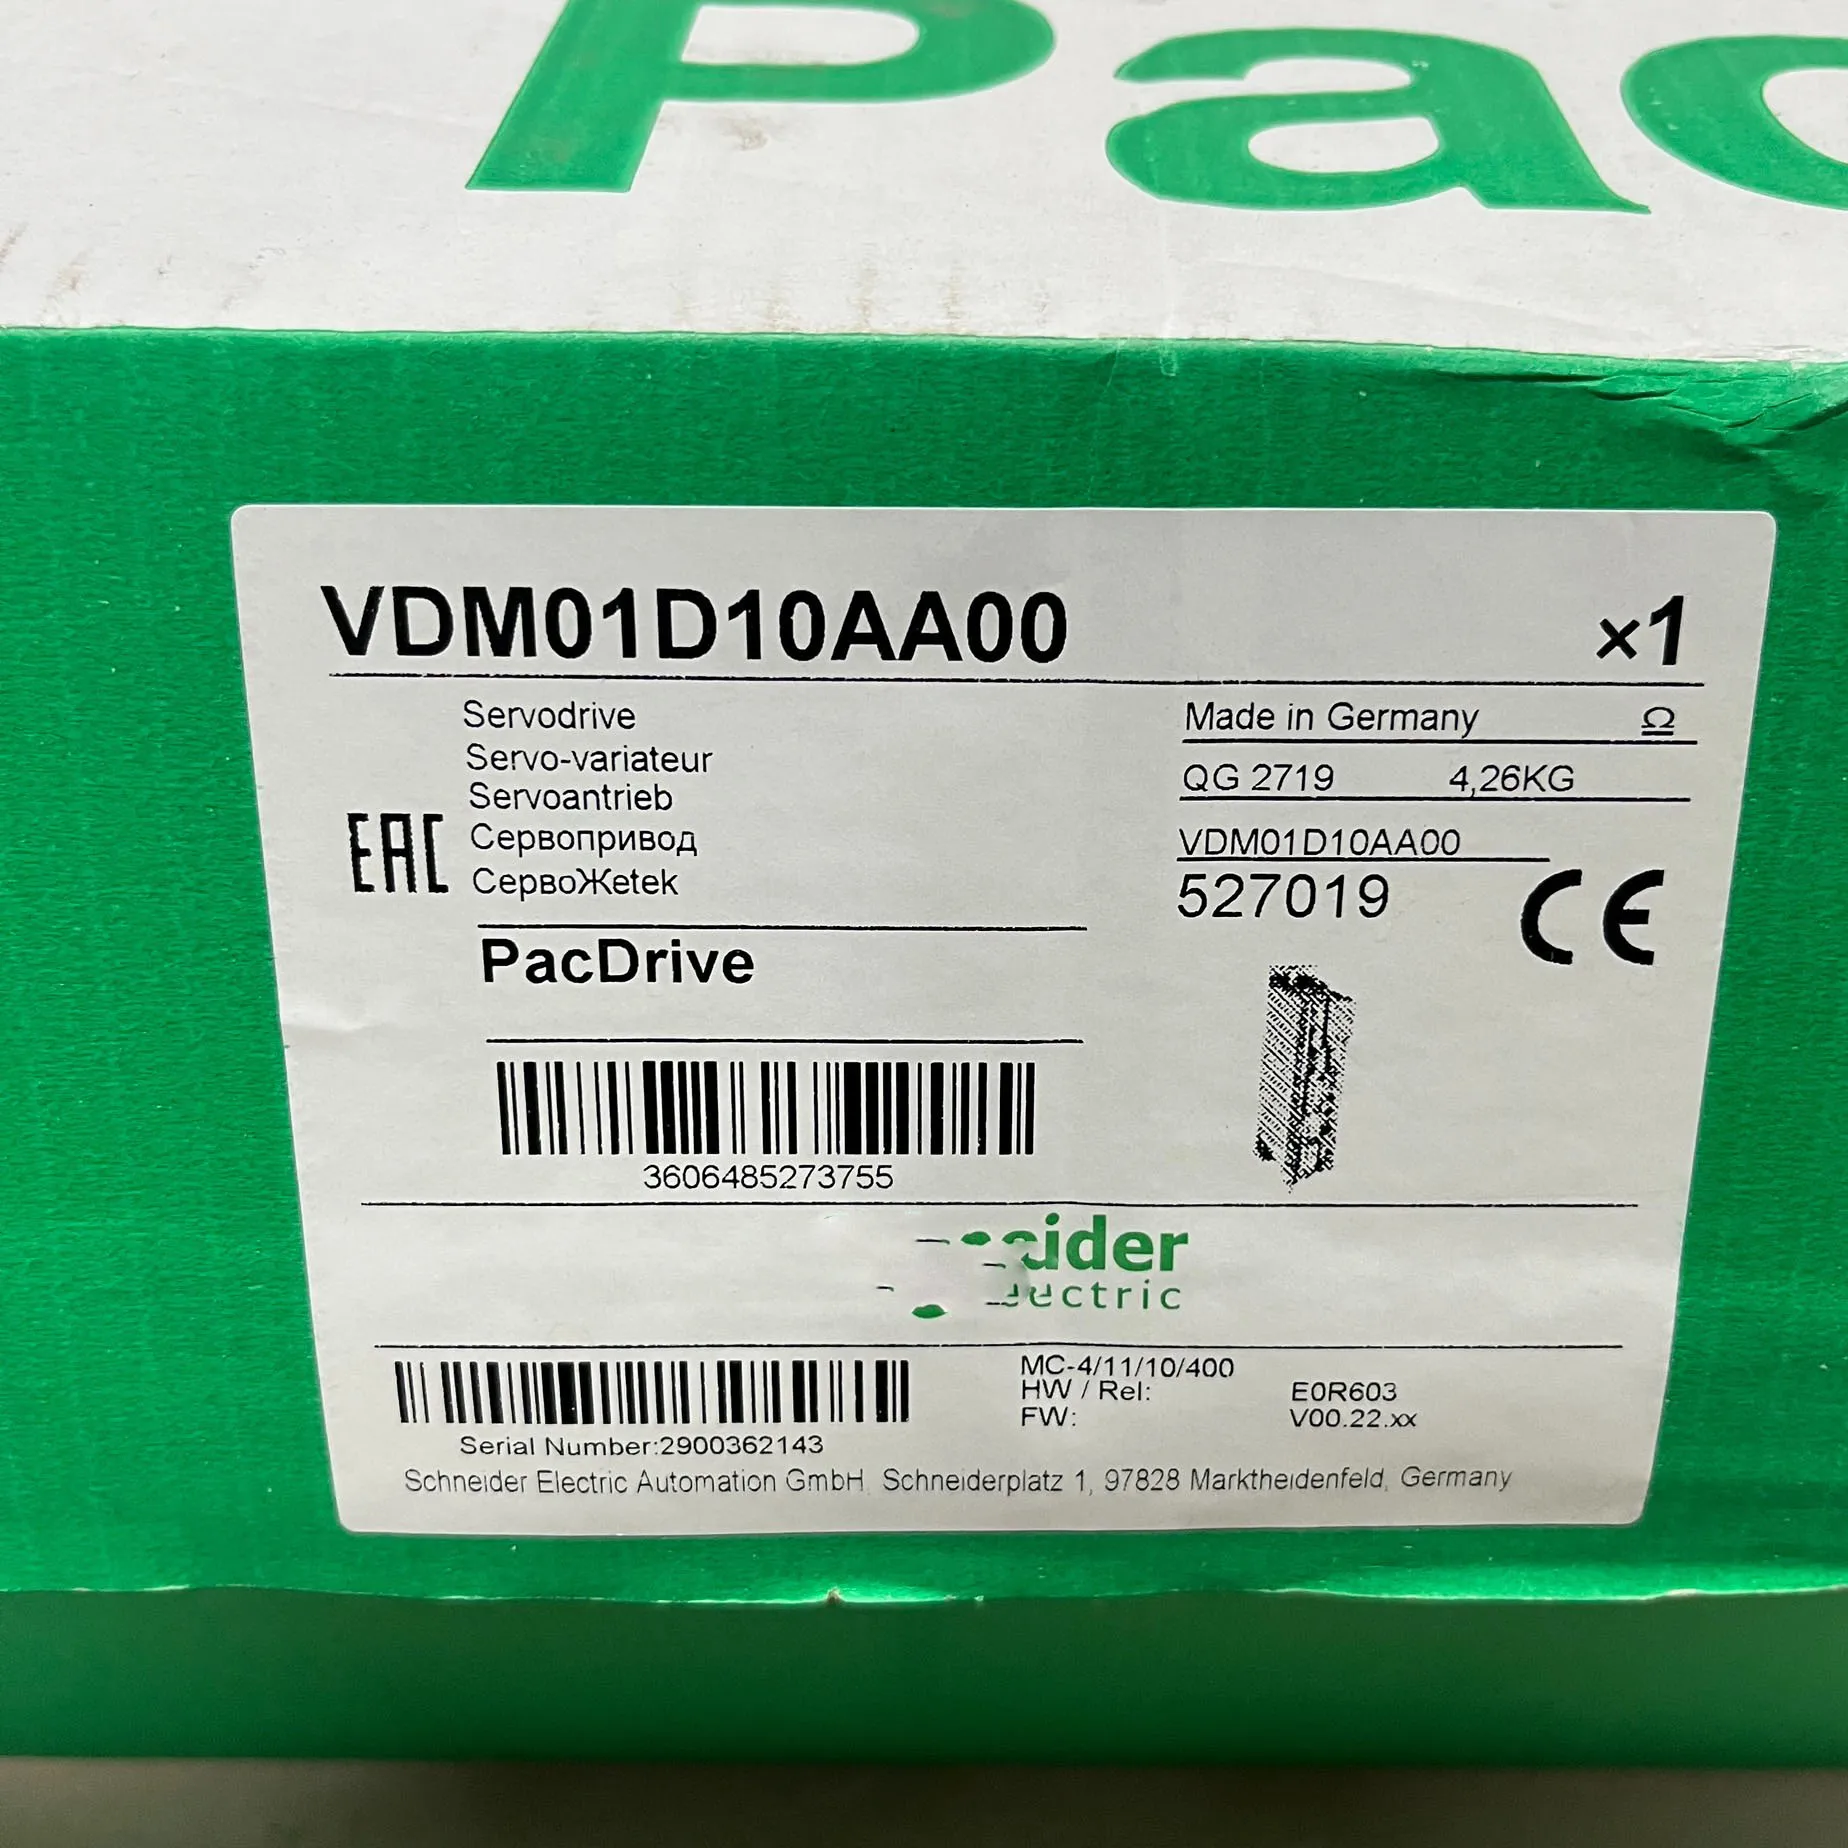 Pac
VDM01D10AA00 ×1
Servodrive
Servo-variateur
Servoantrieb
Сервопривод
СервоЖetek
EAC
PacDrive
3606485273755
Made in Germany Ω
QG 2719 4,26KG
VDM01D10AA00
527019
CE
eider
ectric
MC-4/11/10/400
HW / Rel: E0R603
FW: V00.22.xx
Serial Number:2900362143
Schneider Electric Automation GmbH, Schneiderplatz 1, 97828 Marktheidenfeld, Germany